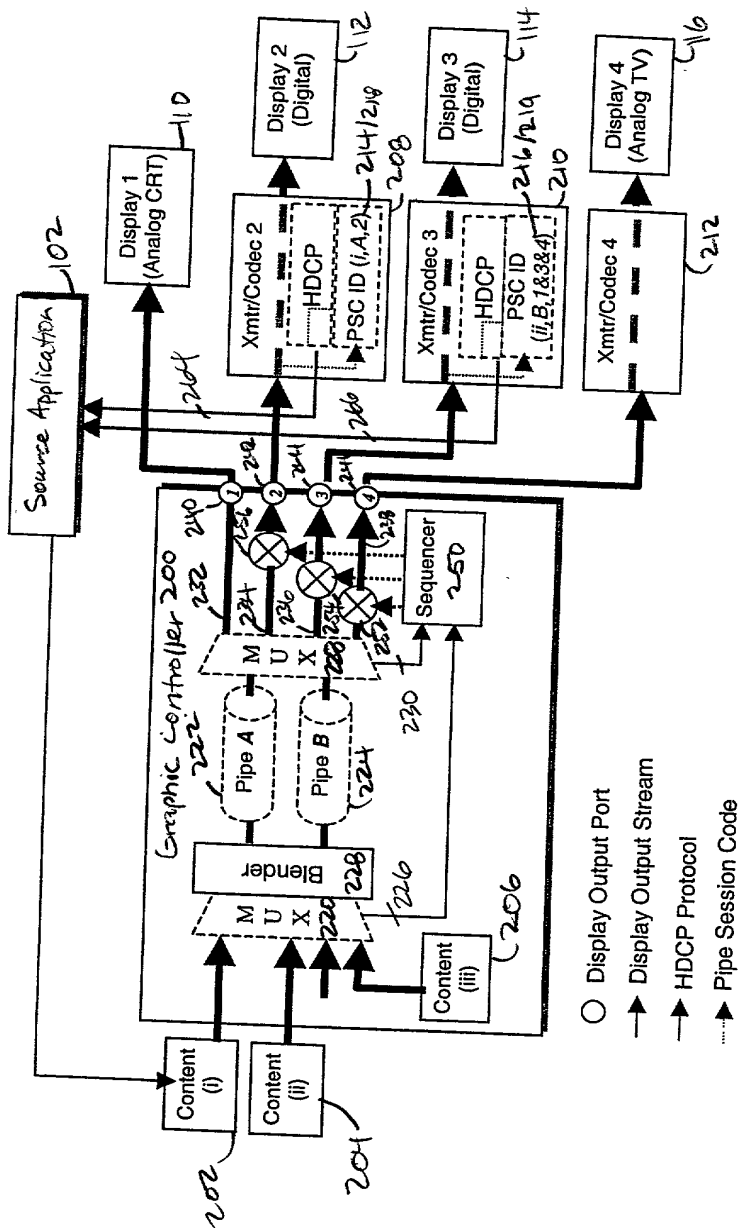 Source Application
102
Display 1
(Analog CRT)
110
Display 2
(Digital)
112
Display 3
(Digital)
114
Display 4
(Analog TV)
116
264
266
Xmtr/Codec 2
HDCP
PSC ID (i,A,2)
214/218
208
Xmtr/Codec 3
HDCP
PSC ID
(ii,B,1&3&4)
216/219
210
Xmtr/Codec 4
212
Graphic Controller 200
Content
(i)
202
Content
(ii)
204
Content
(iii)
206
M
U
X
220
226
Blender
228
Pipe A
222
Pipe B
224
M
U
X
228
230
232
234
236
238
240
242
244
1
2
3
4
256
254
252
Sequencer
250
Display Output Port
Display Output Stream
HDCP Protocol
Pipe Session Code